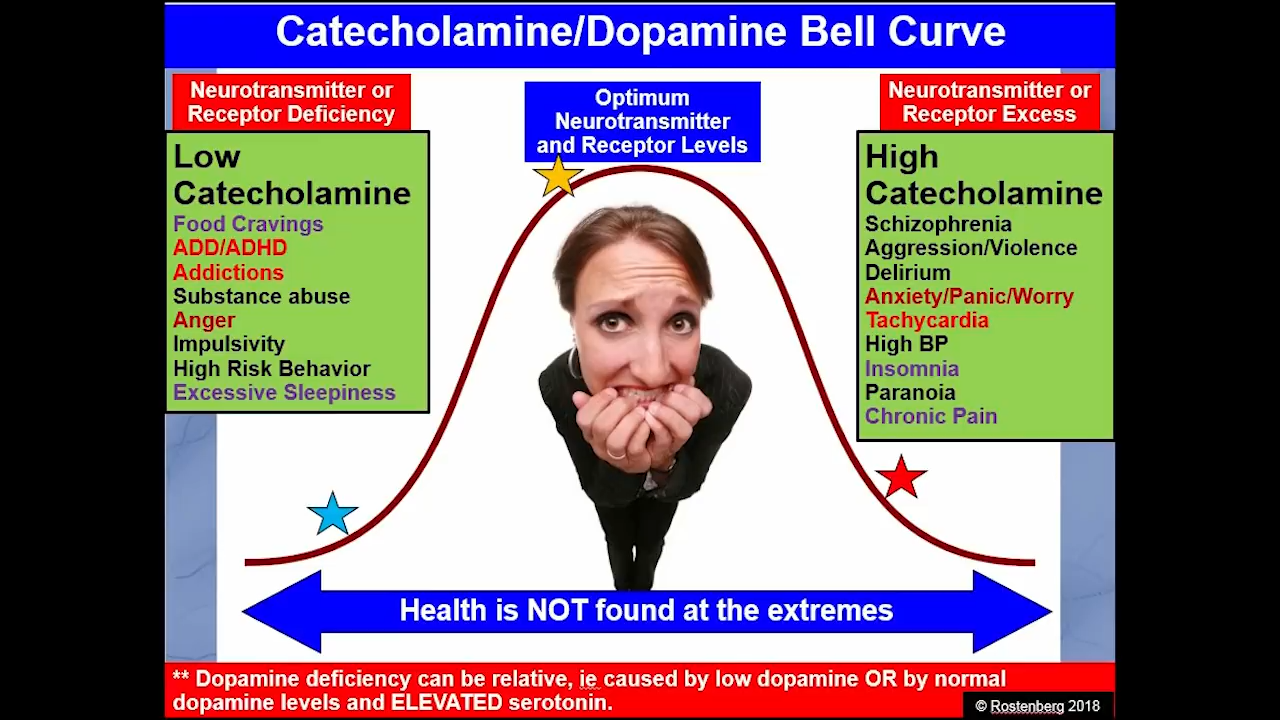 Catecholamine/Dopamine Bell Curve
Neurotransmitter or
Receptor Deficiency
Low
Catecholamine
Food Cravings
ADD/ADHD
Addictions
Substance abuse
Anger
Impulsivity
High Risk Behavior
Excessive Sleepiness
Optimum
Neurotransmitter
and Receptor Levels
Neurotransmitter or
Receptor Excess
High
Catecholamine
Schizophrenia
Aggression/Violence
Delirium
Anxiety/Panic/Worry
Tachycardia
High BP
Insomnia
Paranoia
Chronic Pain
Health is NOT found at the extremes
** Dopamine deficiency can be relative, ie caused by low dopamine OR by normal
dopamine levels and ELEVATED serotonin.
© Rostenberg 2018